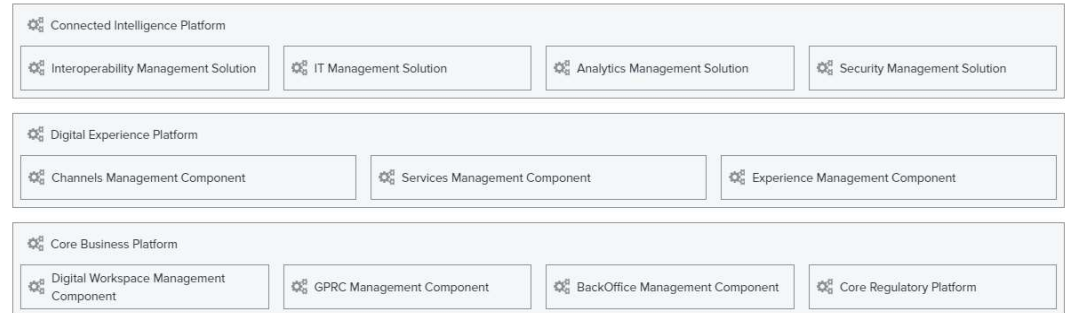 Connected Intelligence Platform
Interoperability Management Solution
IT Management Solution
Analytics Management Solution
Security Management Solution
Digital Experience Platform
Channels Management Component
Services Management Component
Experience Management Component
Core Business Platform
Digital Workspace Management
Component
GPRC Management Component
BackOffice Management Component
Core Regulatory Platform